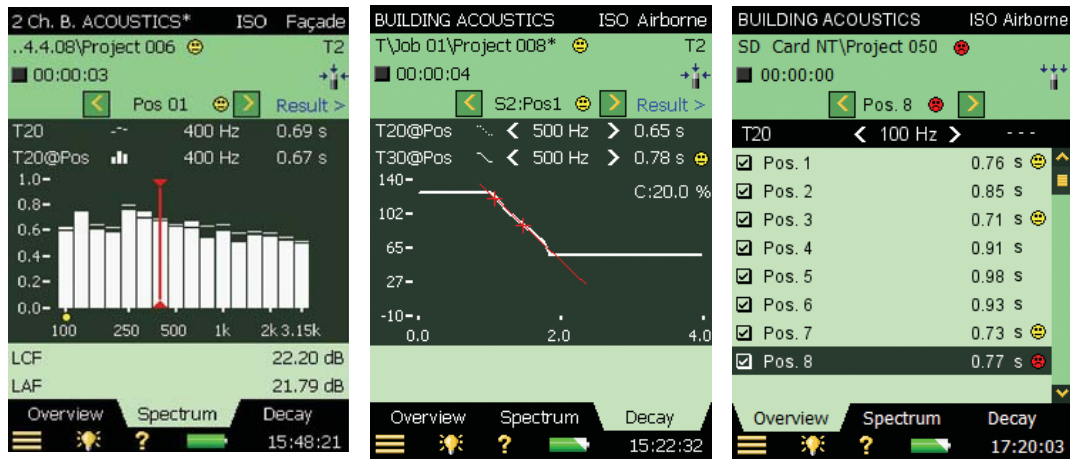 2 Ch. B. ACOUSTICS* ISO Façade
..4.4.08\Project 006 T2
00:00:03
< Pos 01 > Result >
T20 400 Hz 0.69 s
T20@Pos 400 Hz 0.67 s
1.0-
0.8-
0.6-
0.4-
0.2-
0.0-
100 250 500 1k 2k 3.15k
LCF 22.20 dB
LAF 21.79 dB
Overview Spectrum Decay
? 15:48:21
BUILDING ACOUSTICS ISO Airborne
T\Job 01\Project 008* T2
00:00:04
< S2:Pos1 > Result >
T20@Pos < 500 Hz > 0.65 s
T30@Pos < 500 Hz > 0.78 s
140-
C:20.0 %
102-
65-
27-
-10-
0.0 2.0 4.0
Overview Spectrum Decay
? 15:22:32
BUILDING ACOUSTICS ISO Airborne
SD Card NT\Project 050
00:00:00
< Pos. 8 >
T20 < 100 Hz > ---
Pos. 1 0.76 s
Pos. 2 0.85 s
Pos. 3 0.71 s
Pos. 4 0.91 s
Pos. 5 0.98 s
Pos. 6 0.93 s
Pos. 7 0.73 s
Pos. 8 0.77 s
Overview Spectrum Decay
? 17:20:03